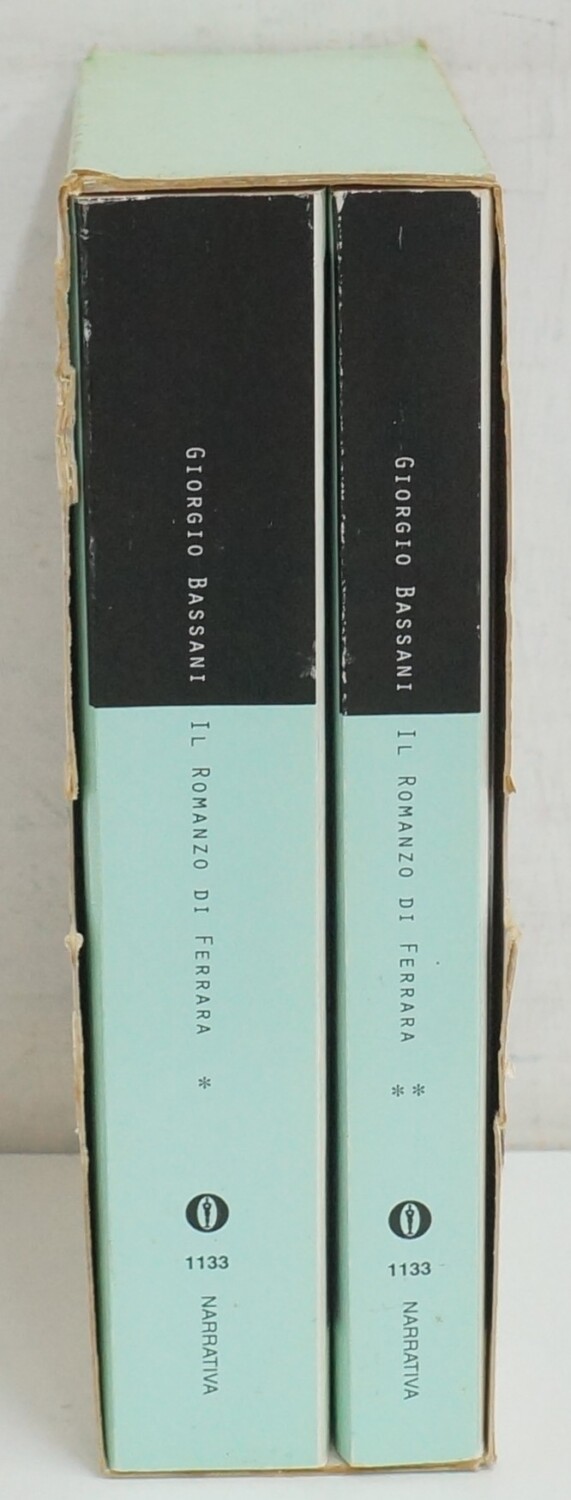 GIORGIO BASSANI IL ROMANZO DI FERRARA *
1133
NARRATIVA
GIORGIO BASSANI IL ROMANZO DI FERRARA **
1133
NARRATIVA